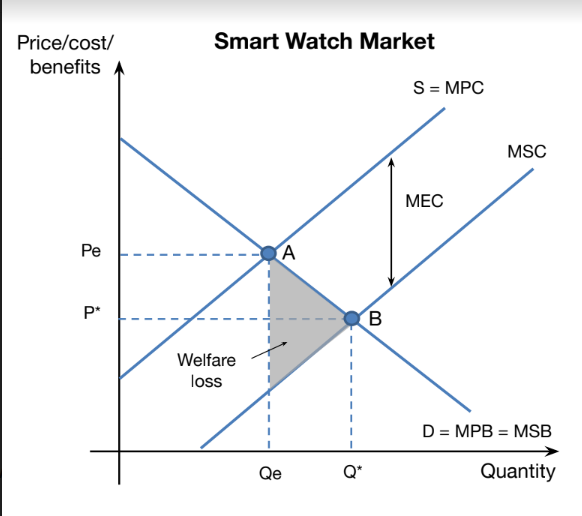 Smart Watch Market
Price/cost/
benefits
S = MPC
MSC
MEC
Pe
A
P*
B
Welfare
loss
D = MPB = MSB
Qe
Q*
Quantity